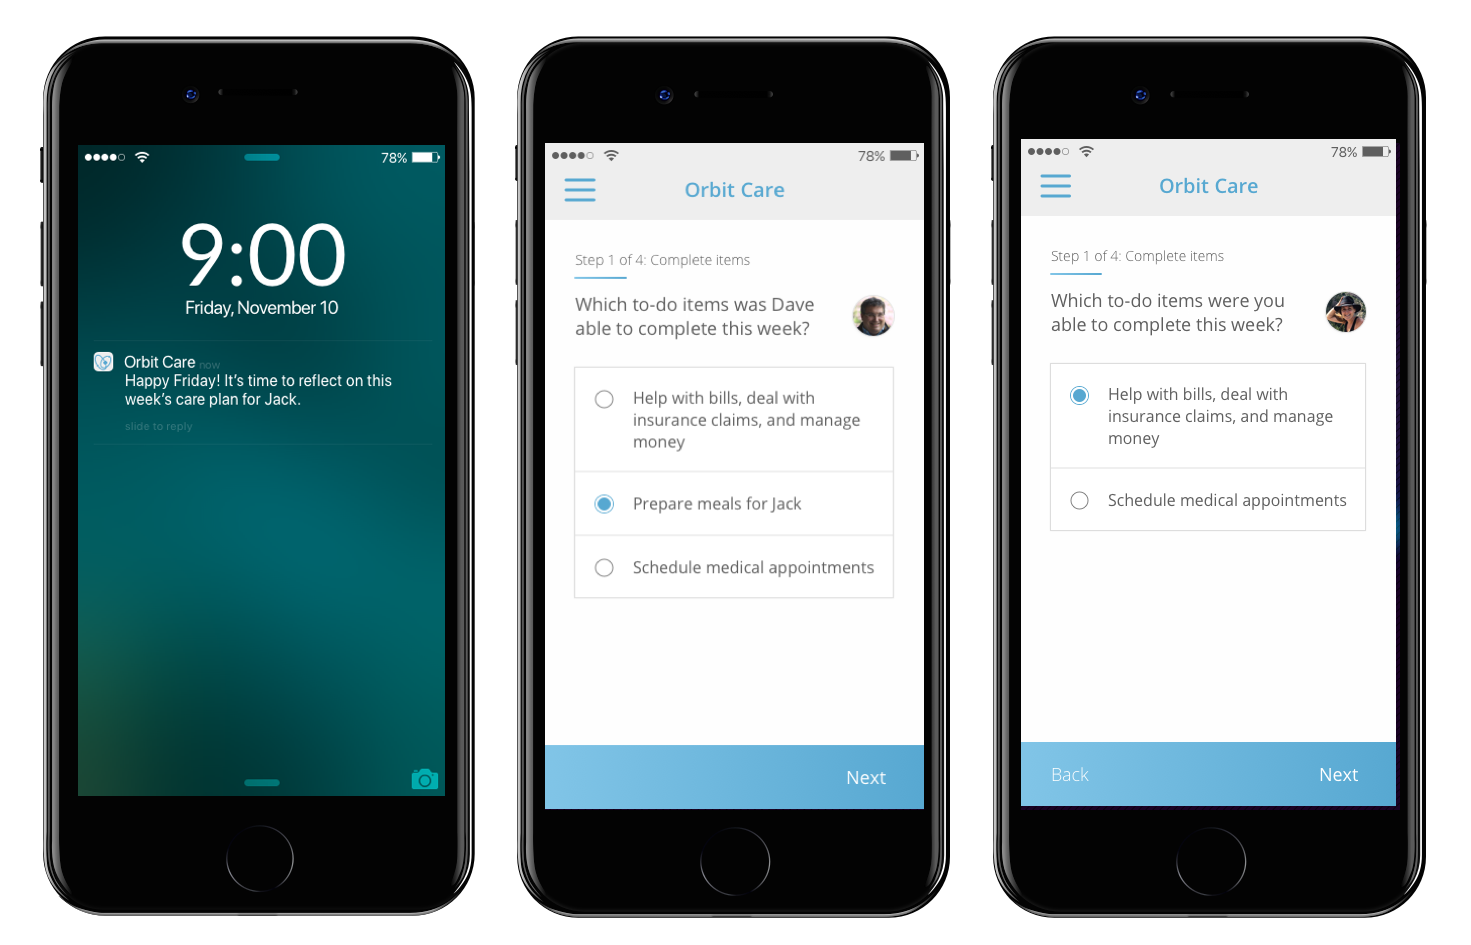 78%
9:00
Friday, November 10
Orbit Care now
Happy Friday! It's time to reflect on this
week's care plan for Jack.
slide to reply
78%
Orbit Care
Step 1 of 4: Complete items
Which to-do items was Dave
able to complete this week?
Help with bills, deal with
insurance claims, and manage
money
Prepare meals for Jack
Schedule medical appointments
Next
78%
Orbit Care
Step 1 of 4: Complete items
Which to-do items were you
able to complete this week?
Help with bills, deal with
insurance claims, and manage
money
Schedule medical appointments
Back
Next